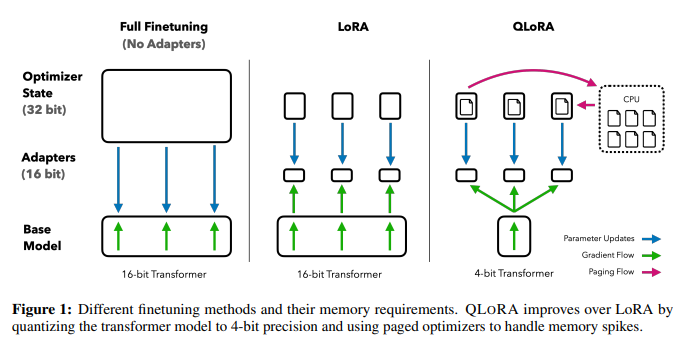 Full Finetuning
(No Adapters)
LoRA
QLoRA
Optimizer
State
(32 bit)
CPU
Adapters
(16 bit)
Base
Model
Parameter Updates
Gradient Flow
Paging Flow
16-bit Transformer
16-bit Transformer
4-bit Transformer
Figure 1: Different finetuning methods and their memory requirements. QLORA improves over LoRA by
quantizing the transformer model to 4-bit precision and using paged optimizers to handle memory spikes.